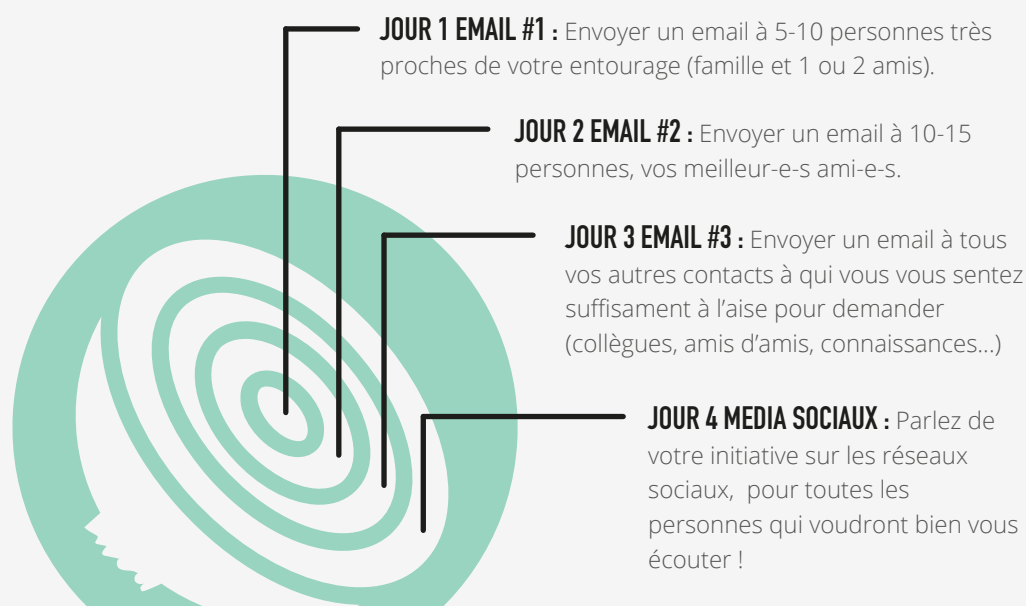 JOUR 1 EMAIL #1 : Envoyer un email à 5-10 personnes très
proches de votre entourage (famille et 1 ou 2 amis).
JOUR 2 EMAIL #2 : Envoyer un email à 10-15
personnes, vos meilleur-e-s ami-e-s.
JOUR 3 EMAIL #3 : Envoyer un email à tous
vos autres contacts à qui vous vous sentez
suffisament à l’aise pour demander
(collègues, amis d’amis, connaissances...)
JOUR 4 MEDIA SOCIAUX : Parlez de
votre initiative sur les réseaux
sociaux, pour toutes les
personnes qui voudront bien vous
écouter !